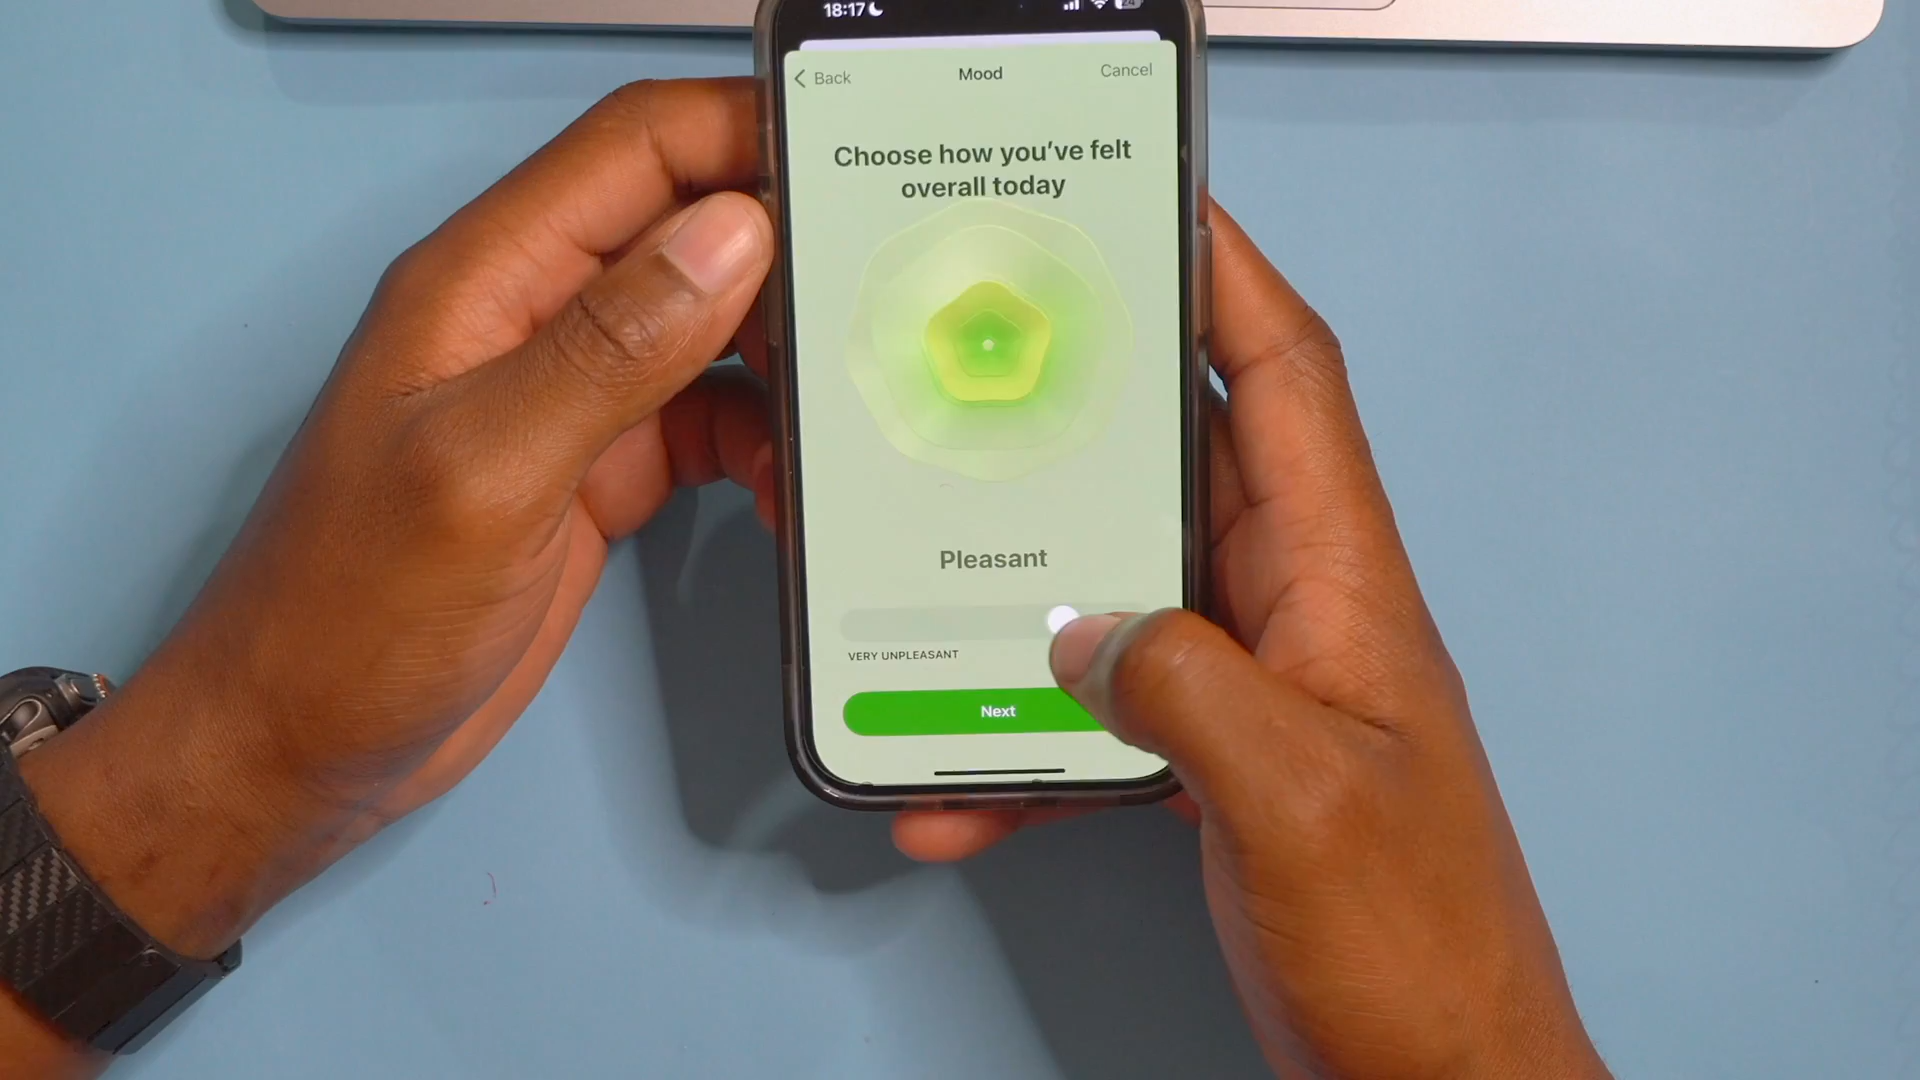 18:17
Back
Mood
Cancel
Choose how you've felt
overall today
Pleasant
VERY UNPLEASANT
Next